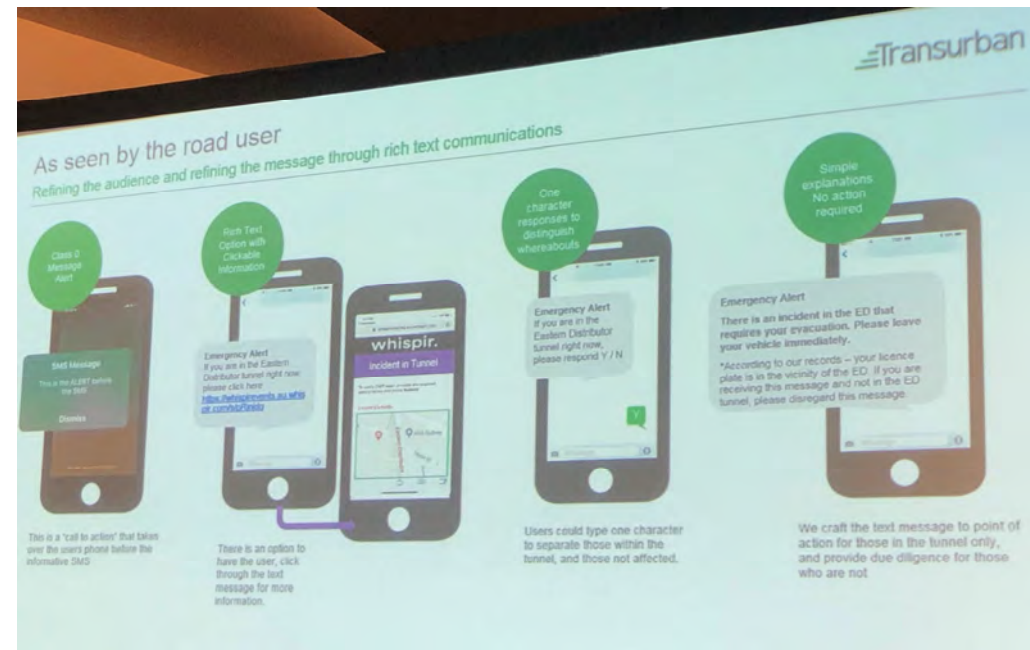 Transurban
As seen by the road user
Refining the audience and refining the message through rich text communications
Class 0
Message
Alert
SMS Message
This is the ALERT before
the SMS
Dismiss
This is a 'call to action' that takes
over the users phone before the
informative SMS
Rich Text
Option with
Clickable
Information
Emergency Alert
If you are in the Eastern
Distributor tunnel right now
please click here
whispir.
Incident in Tunnel
There is an option to
have the user, click
through the text
message for more
information.
One
character
responses to
distinguish
whereabouts
Emergency Alert
If you are in the
Eastern Distributor
tunnel right now,
please respond Y / N
Y
Users could type one character
to separate those within the
tunnel, and those not affected.
Simple
explanations
No action
required
Emergency Alert
There is an incident in the ED that
requires your evacuation. Please leave
your vehicle immediately.
*According to our records – your licence
plate is in the vicinity of the ED. If you are
receiving this message and not in the ED
tunnel, please disregard this message.
We craft the text message to point of
action for those in the tunnel only,
and provide due diligence for those
who are not